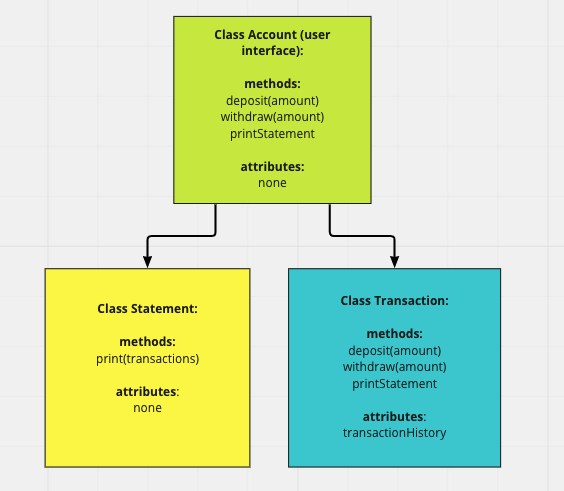 Class Account (user
interface):
methods:
deposit(amount)
withdraw(amount)
printStatement
attributes:
none
Class Statement:
methods:
print(transactions)
attributes:
none
Class Transaction:
methods:
deposit(amount)
withdraw(amount)
printStatement
attributes:
transactionHistory